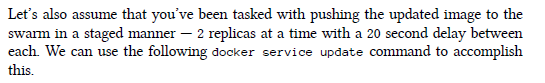 Let's also assume that you've been tasked with pushing the updated image to the
swarm in a staged manner — 2 replicas at a time with a 20 second delay between
each. We can use the following docker service update command to accomplish
this.